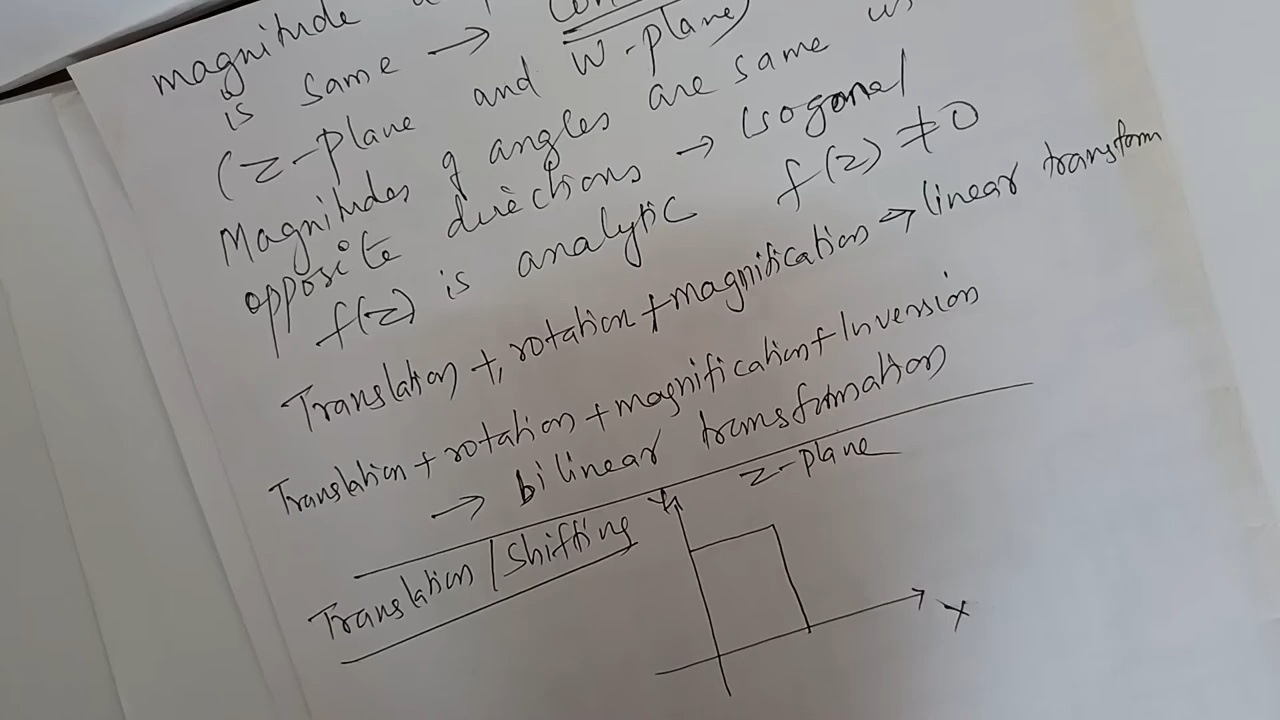 magnitude
is same →
(z-plane and w-plane)
Magnitudes of angles are same
opposite directions → Isogonal
f(z) is analytic f(z) ≠ 0
Translation +, rotation + magnification → linear transform
Translation + rotation + magnification + Inversion
→ bilinear transformation
Translation / Shifting
z-plane
Y
X